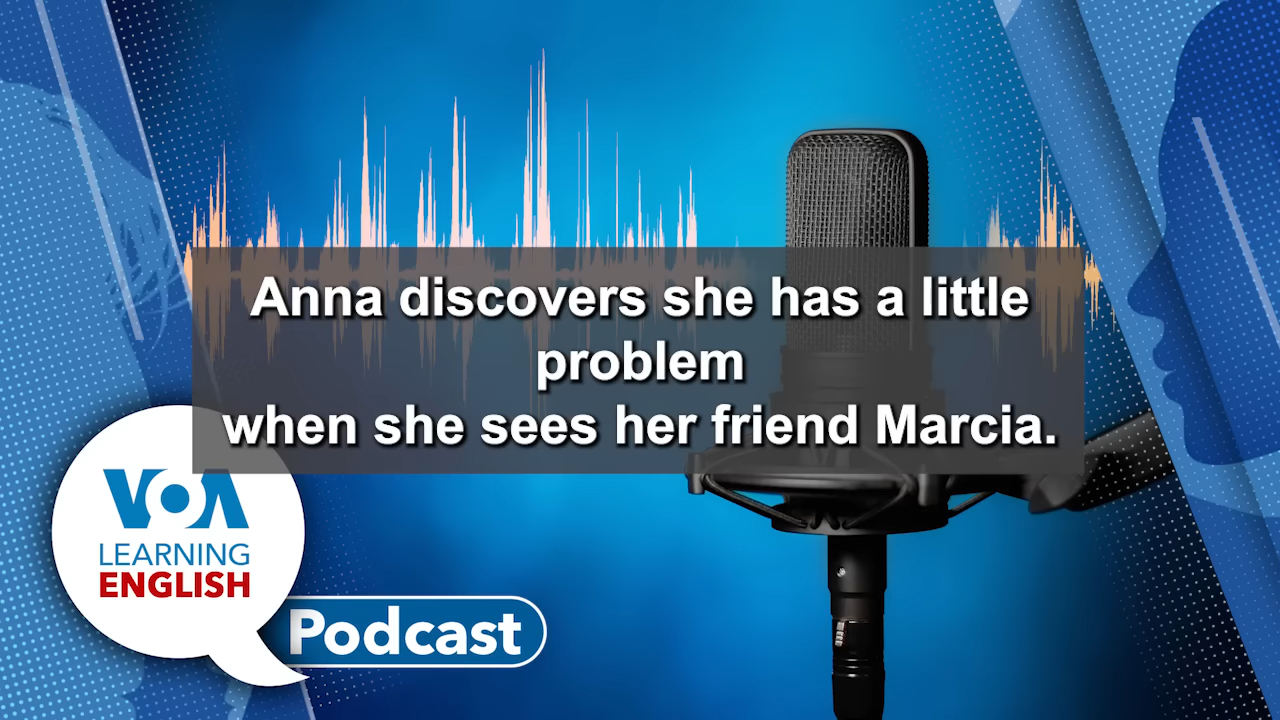 Anna discovers she has a little
problem
when she sees her friend Marcia.
VOA
LEARNING
ENGLISH
Podcast